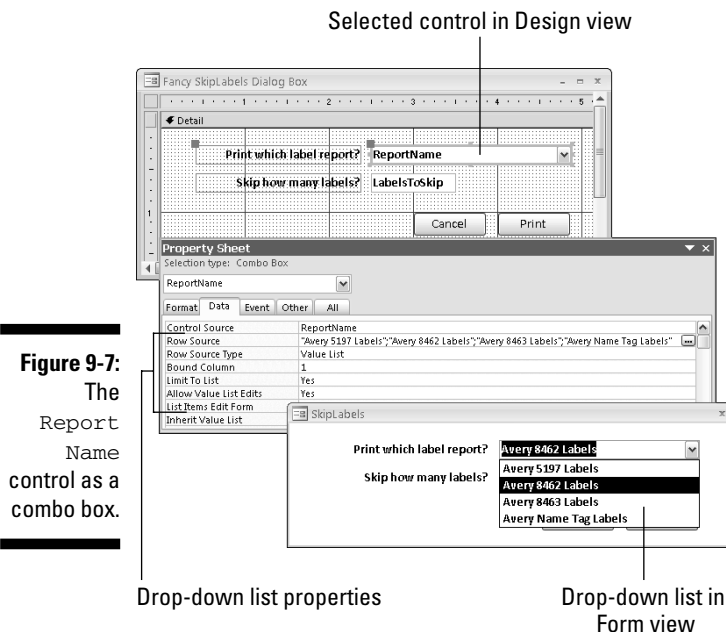 Selected control in Design view
Fancy SkipLabels Dialog Box
1 2 3 4 5
Detail
1
Print which label report? ReportName
Skip how many labels? LabelsToSkip
Cancel Print
Property Sheet
Selection type: Combo Box
ReportName
Format Data Event Other All
Control Source ReportName
Row Source "Avery 5197 Labels";"Avery 8462 Labels";"Avery 8463 Labels";"Avery Name Tag Labels"
Row Source Type Value List
Bound Column 1
Limit To List Yes
Allow Value List Edits Yes
List Items Edit Form
Inherit Value List
SkipLabels
Print which label report? Avery 8462 Labels
Skip how many labels?
Avery 5197 Labels
Avery 8462 Labels
Avery 8463 Labels
Avery Name Tag Labels
Figure 9-7:
The
Report
Name
control as a
combo box.
Drop-down list properties
Drop-down list in
Form view